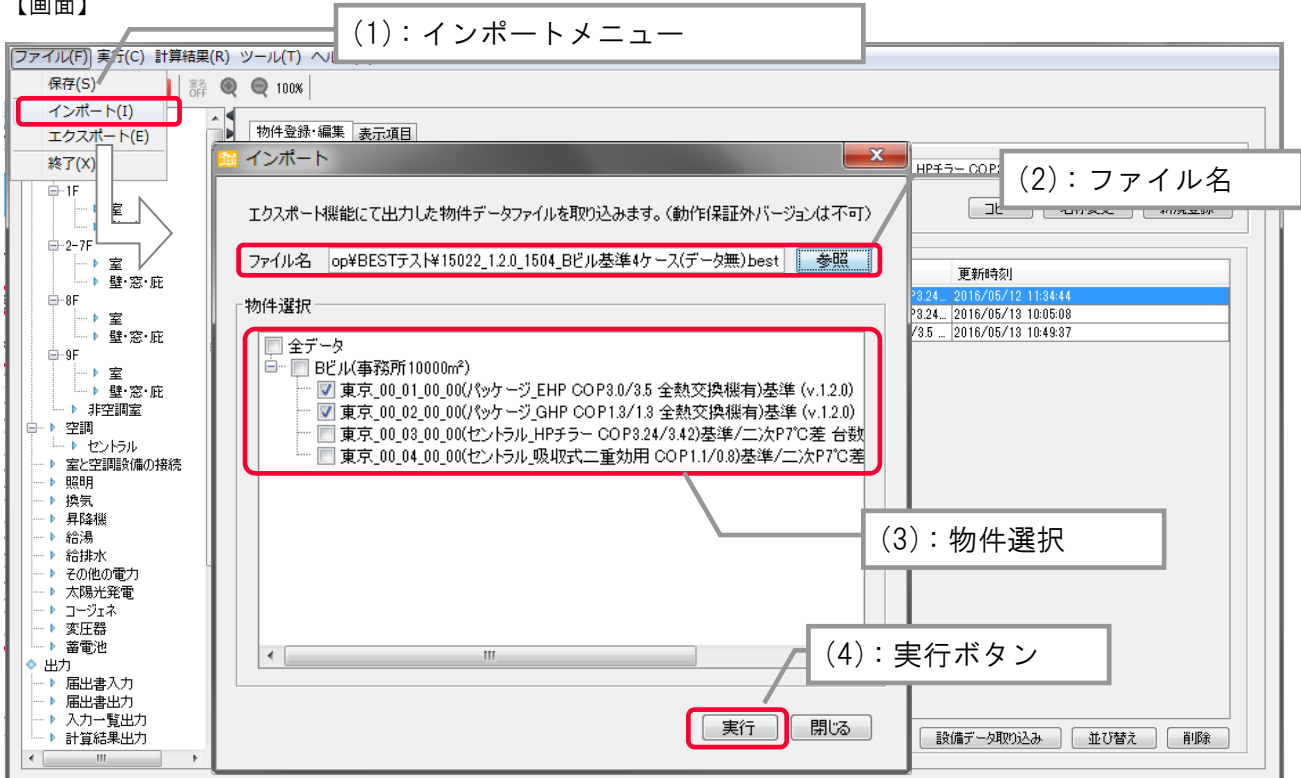 【画面】
(1)：インポートメニュー
ファイル(F) 実行(C) 計算結果(R) ツール(T)
保存(S)
室名 OFF 100%
インポート(I)
エクスポート(E)
終了(X)
物件登録・編集 表示項目
インポート
(2)：ファイル名
エクスポート機能にて出力した物件データファイルを取り込みます。(動作保証外バージョンは不可)
ファイル名 op¥BESTテスト¥15022_1.2.0_1504_Bビル基準4ケース(データ無).best 参照
更新時刻
P3.24... 2016/05/12 11:34:44
P3.24... 2016/05/13 10:05:08
/3.5 ... 2016/05/13 10:49:37
物件選択
全データ
Bビル(事務所10000m²)
東京_00_01_00_00(パッケージ_EHP COP3.0/3.5 全熱交換機有)基準 (v.1.2.0)
東京_00_02_00_00(パッケージ_GHP COP1.3/1.3 全熱交換機有)基準 (v.1.2.0)
東京_00_03_00_00(セントラル_HPチラー COP3.24/3.42)基準/二次P7℃差 台数
東京_00_04_00_00(セントラル_吸収式二重効用 COP1.1/0.8)基準/二次P7℃差
(3)：物件選択
(4)：実行ボタン
実行 閉じる
1F
室
2-7F
室
壁・窓・庇
8F
室
壁・窓・庇
9F
室
壁・窓・庇
非空調室
空調
セントラル
室と空調設備の接続
照明
換気
昇降機
給湯
給排水
その他の電力
太陽光発電
コージェネ
変圧器
蓄電池
出力
届出書入力
届出書出力
入力一覧出力
計算結果出力
設備データ取り込み 並び替え 削除